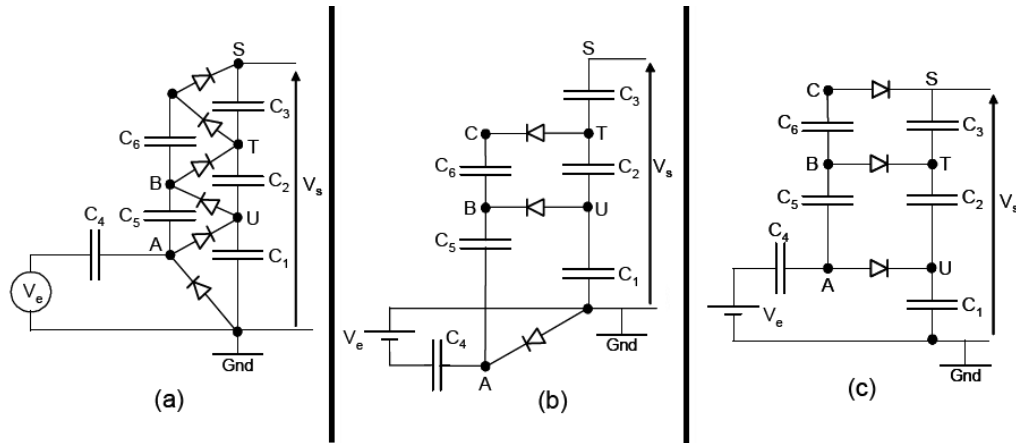 S
C₃
C₆
T
Vₛ
B
C₂
C₅
U
C₄
A
C₁
Vₑ
Gnd
(a)
S
C₃
C
T
C₆
C₂
Vₛ
B
U
C₅
C₁
Vₑ
C₄
Gnd
A
(b)
C
S
C₆
C₃
B
T
Vₛ
C₅
C₂
C₄
A
U
Vₑ
C₁
Gnd
(c)